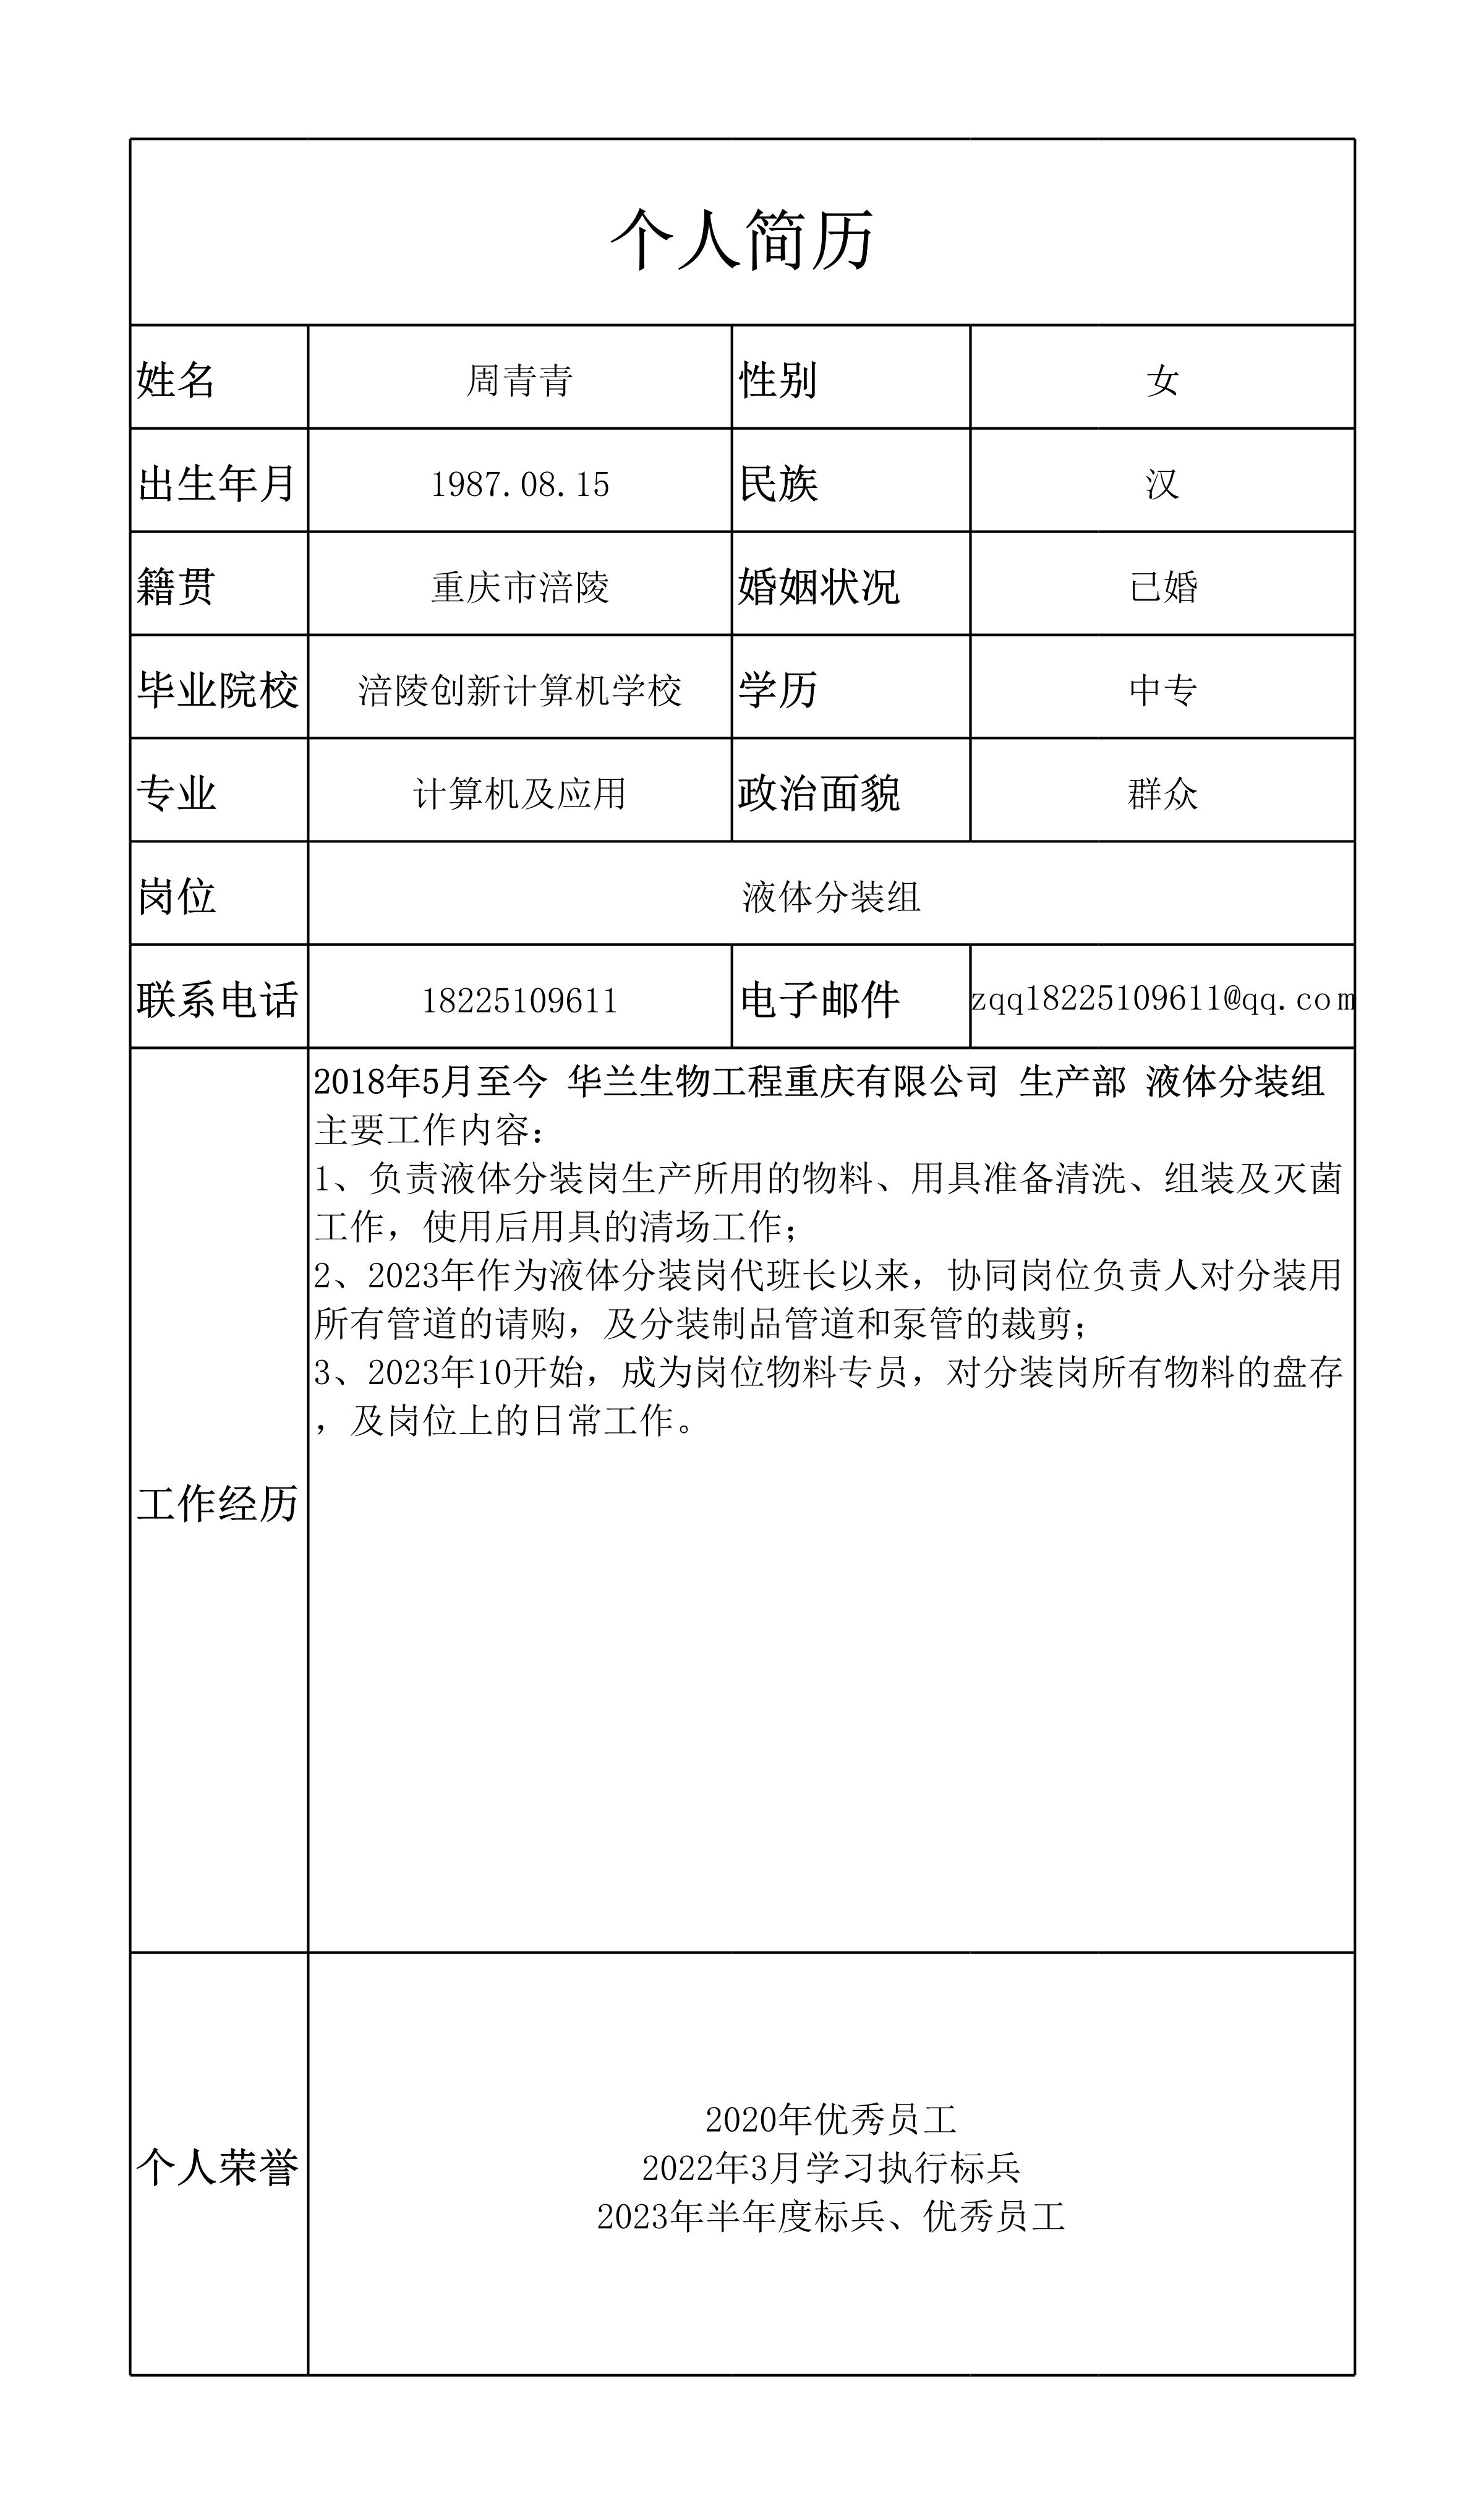 个人简历
姓名 周青青 性别 女
出生年月 1987.08.15 民族 汉
籍贯 重庆市涪陵 婚姻状况 已婚
毕业院校 涪陵创新计算机学校 学历 中专
专业 计算机及应用 政治面貌 群众
岗位 液体分装组
联系电话 18225109611 电子邮件 zqq18225109611@qq.com
工作经历
2018年5月至今 华兰生物工程重庆有限公司 生产部 液体分装组
主要工作内容：
1、负责液体分装岗生产所用的物料、用具准备清洗、组装及灭菌
工作，使用后用具的清场工作；
2、2023年作为液体分装岗代班长以来，协同岗位负责人对分装用
所有管道的请购，及分装制品管道和泵管的裁剪；
3、2023年10开始，成为岗位物料专员，对分装岗所有物料的盘存
，及岗位上的日常工作。
个人荣誉
2020年优秀员工
2022年3月学习执行标兵
2023年半年度标兵、优秀员工